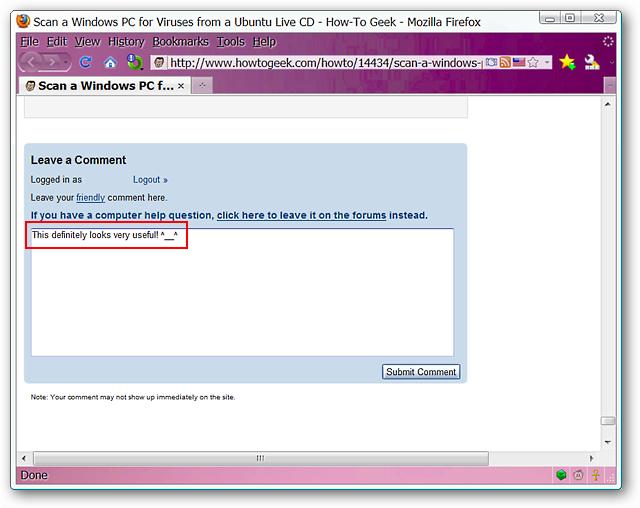 Scan a Windows PC for Viruses from a Ubuntu Live CD - How-To Geek - Mozilla Firefox
File Edit View History Bookmarks Tools Help
http://www.howtogeek.com/howto/14434/scan-a-windows-
Scan a Windows PC f...
Leave a Comment
Logged in as Logout »
Leave your friendly comment here.
If you have a computer help question, click here to leave it on the forums instead.
This definitely looks very useful! ^__^
Submit Comment
Note: Your comment may not show up immediately on the site.
Done